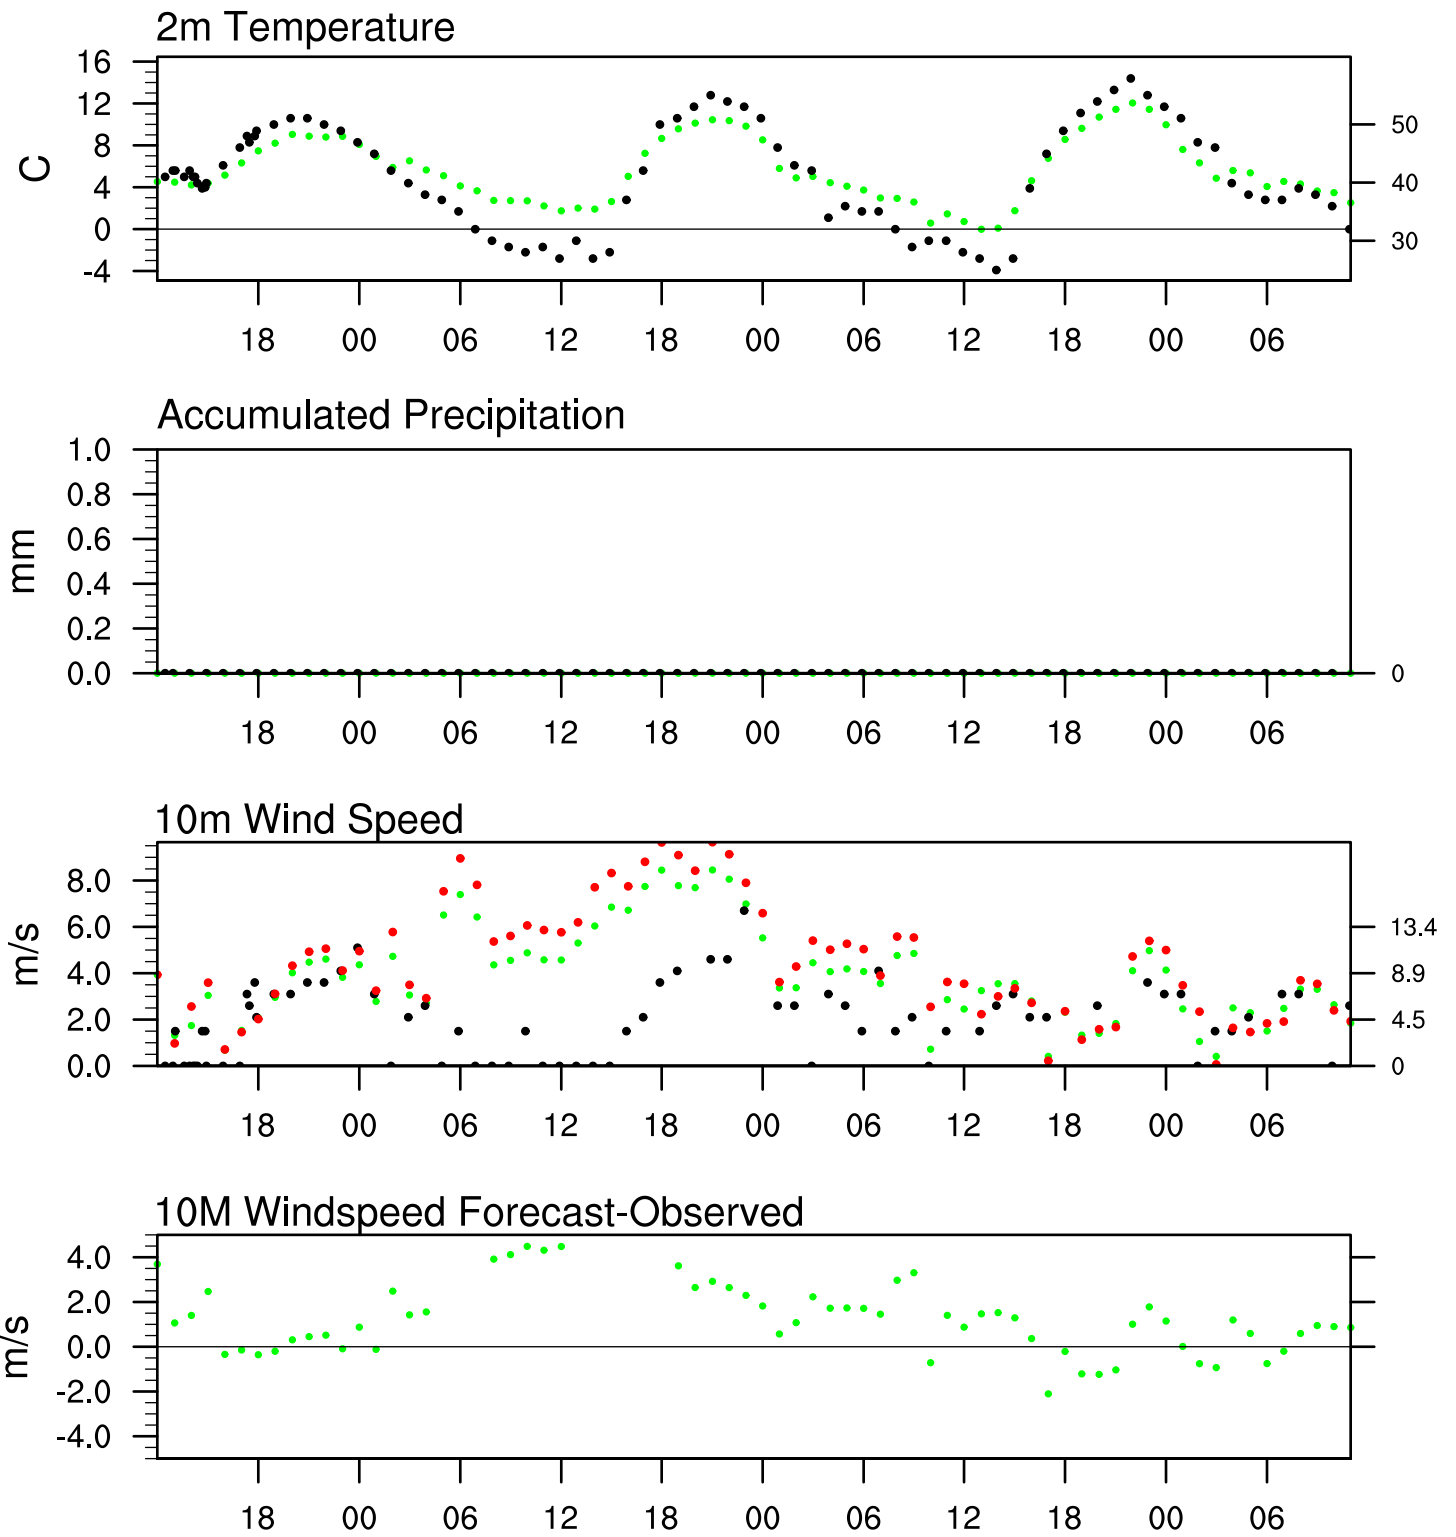 2m Temperature
16
12
8
4
0
-4
C
50
40
30
18 00 06 12 18 00 06 12 18 00 06
Accumulated Precipitation
1.0
0.8
0.6
0.4
0.2
0.0
mm
0
18 00 06 12 18 00 06 12 18 00 06
10m Wind Speed
8.0
6.0
4.0
2.0
0.0
m/s
13.4
8.9
4.5
0
18 00 06 12 18 00 06 12 18 00 06
10M Windspeed Forecast-Observed
4.0
2.0
0.0
-2.0
-4.0
m/s
18 00 06 12 18 00 06 12 18 00 06